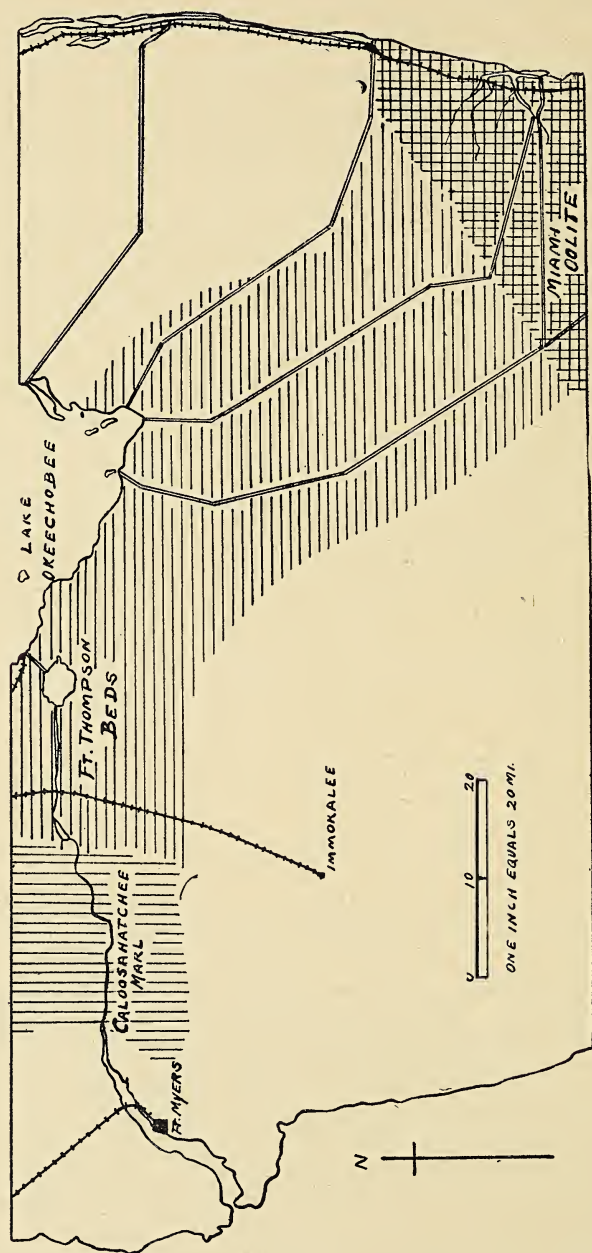 LAKE
OKEECHOBEE
FT. THOMPSON
BEDS
CALOOSAHATCHEE
MARL
FT. MYERS
IMMOKALEE
MIAMI
OOLITE
0 10 20
ONE INCH EQUALS 20 MI.
N